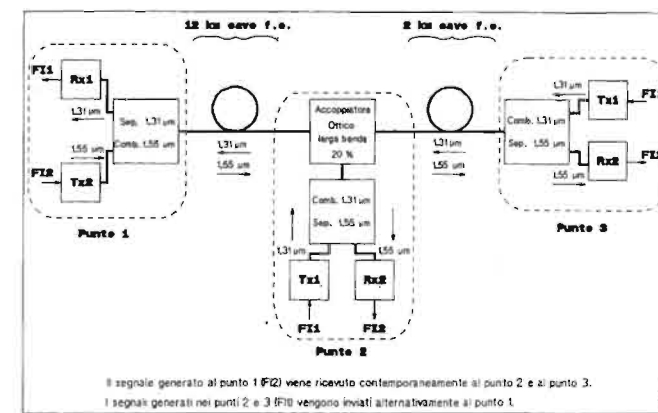 12 km cavo f.o.
2 km cavo f.o.
FI1
Rx1
1,31 µm
Sep. 1,31 µm
Comb. 1,55 µm
1,55 µm
FI2
Tx2
Punto 1
1,31 µm
1,55 µm
Accoppiatore
Ottico
larga banda
20 %
Comb. 1,31 µm
Sep. 1,55 µm
1,31 µm
1,55 µm
Tx1
Rx2
FI1
FI2
Punto 2
1,31 µm
1,55 µm
Comb. 1,31 µm
Sep. 1,55 µm
1,31 µm
Tx1
1,55 µm
Rx2
Punto 3
Il segnale generato al punto 1 (FI2) viene ricevuto contemporaneamente al punto 2 e al punto 3.
I segnali generati nei punti 2 e 3 (FI1) vengono inviati alternativamente al punto 1.